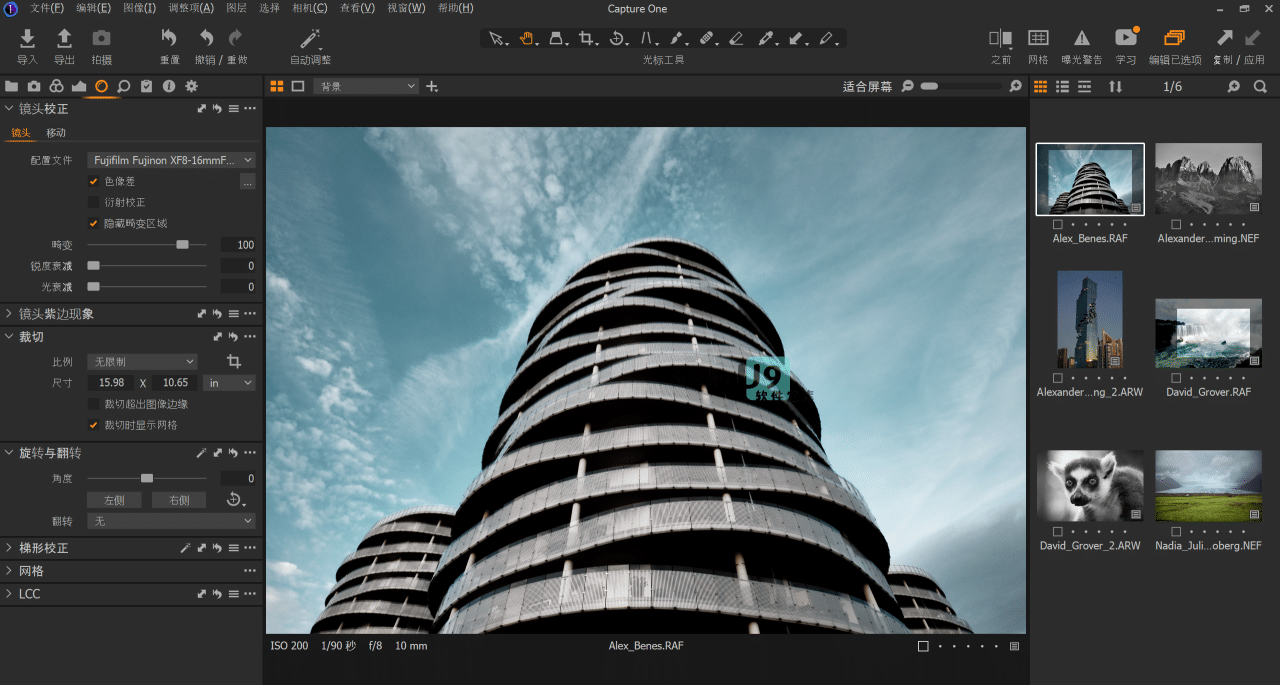 文件(F) 编辑(E) 图像(I) 调整项(A) 图层 选择 相机(C) 查看(V) 视窗(W) 帮助(H)
Capture One
导入 导出 拍摄 重置 撤销 / 重做 自动调整 光标工具 之前 网格 曝光警告 学习 编辑已选项 复制 / 应用
背景 适合屏幕 1/6
镜头校正
镜头 移动
配置文件 Fujifilm Fujinon XF8-16mmF...
色像差 ...
衍射校正
隐藏畸变区域
畸变 100
锐度衰减 0
光衰减 0
镜头紫边现象
裁切
比例 无限制
尺寸 15.98 X 10.65 in
裁切超出图像边缘
裁切时显示网格
旋转与翻转
角度 0
左侧 右侧
翻转 无
梯形校正
网格
LCC
J9
软件
ISO 200 1/90 秒 f/8 10 mm
Alex_Benes.RAF
Alex_Benes.RAF Alexander...ming.NEF
Alexander...ng_2.ARW David_Grover.RAF
David_Grover_2.ARW Nadia_Juli...oberg.NEF